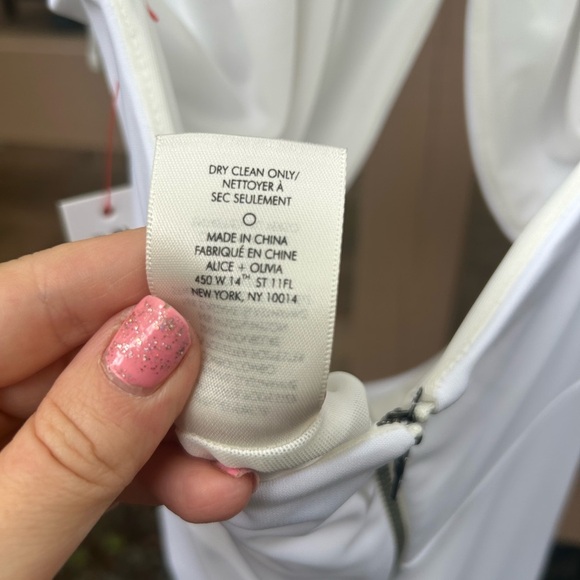 DRY CLEAN ONLY/
NETTOYER À
SEC SEULEMENT
MADE IN CHINA
FABRIQUÉ EN CHINE
ALICE + OLIVIA
450 W 14TH ST 11FL
NEW YORK, NY 10014